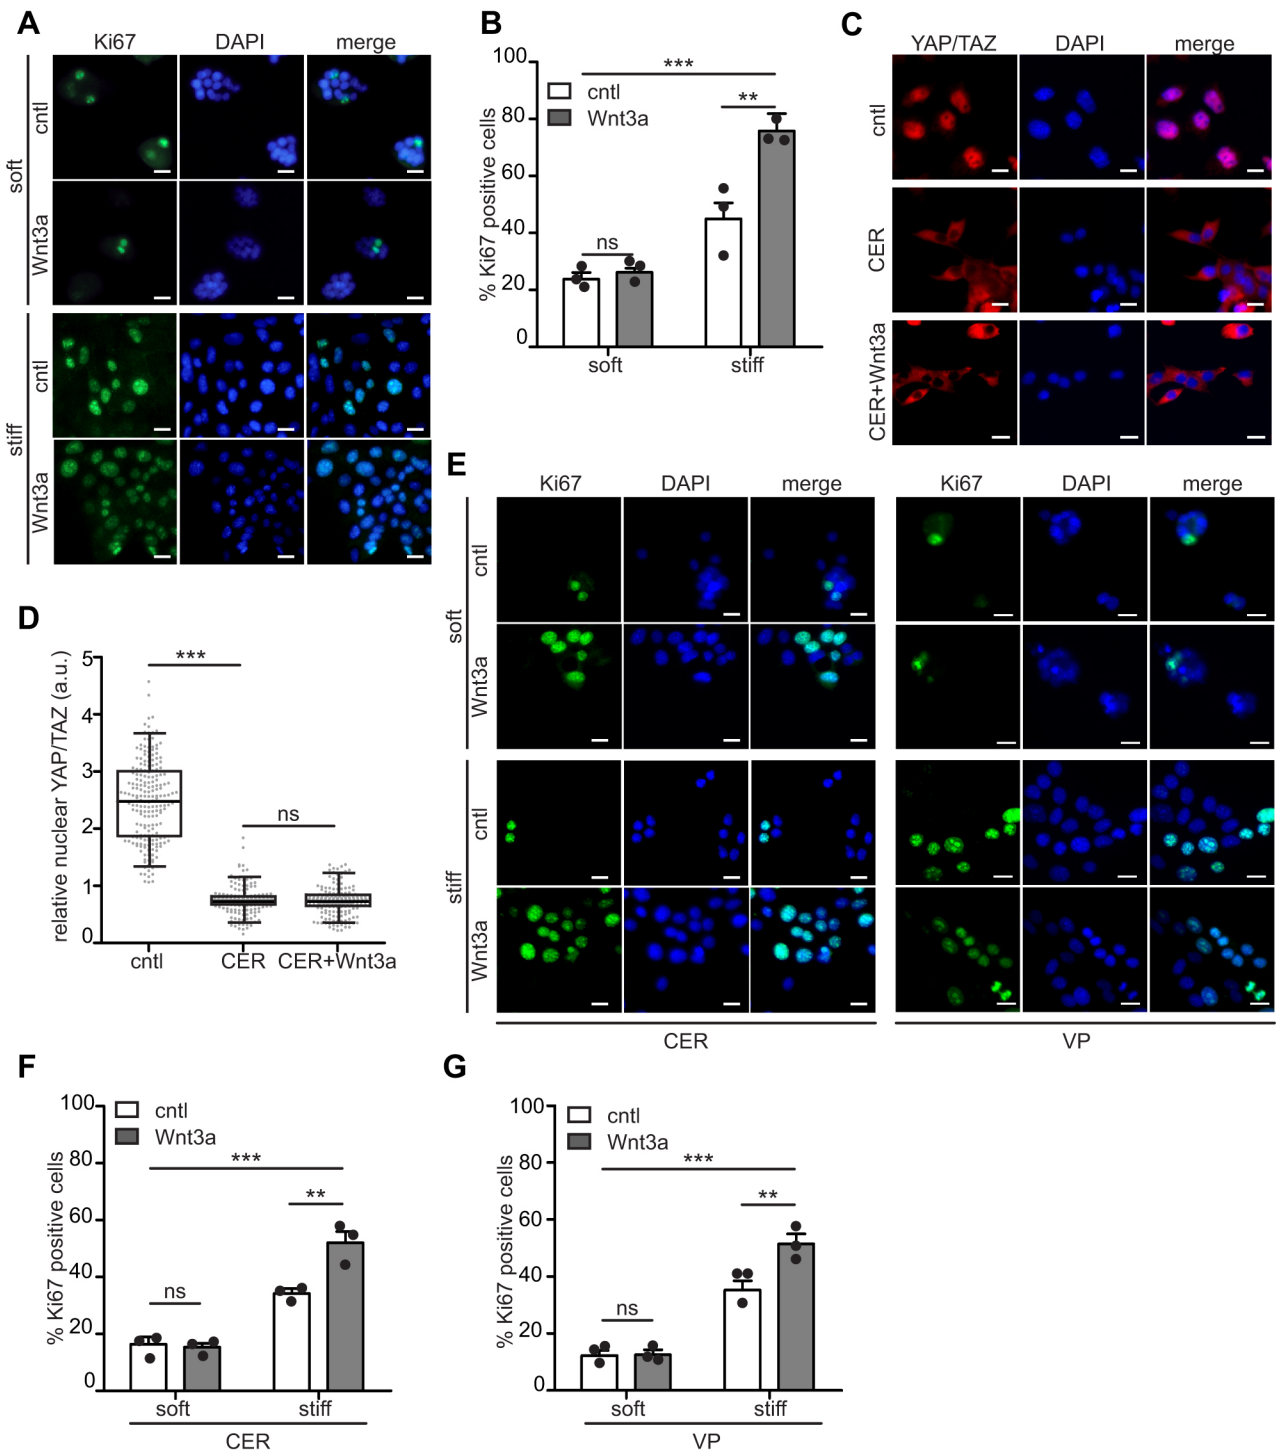 A
Ki67 DAPI merge
soft
cntl
Wnt3a
stiff
cntl
Wnt3a
B
% Ki67 positive cells
100
80
60
40
20
0
cntl
Wnt3a
***
**
ns
soft stiff
C
YAP/TAZ DAPI merge
cntl
CER
CER+Wnt3a
D
relative nuclear YAP/TAZ (a.u.)
5
4
3
2
1
0
***
ns
cntl CER CER+Wnt3a
E
Ki67 DAPI merge Ki67 DAPI merge
soft
cntl
Wnt3a
stiff
cntl
Wnt3a
CER VP
F
% Ki67 positive cells
100
80
60
40
20
0
cntl
Wnt3a
***
**
ns
soft stiff
CER
G
% Ki67 positive cells
100
80
60
40
20
0
cntl
Wnt3a
***
**
ns
soft stiff
VP